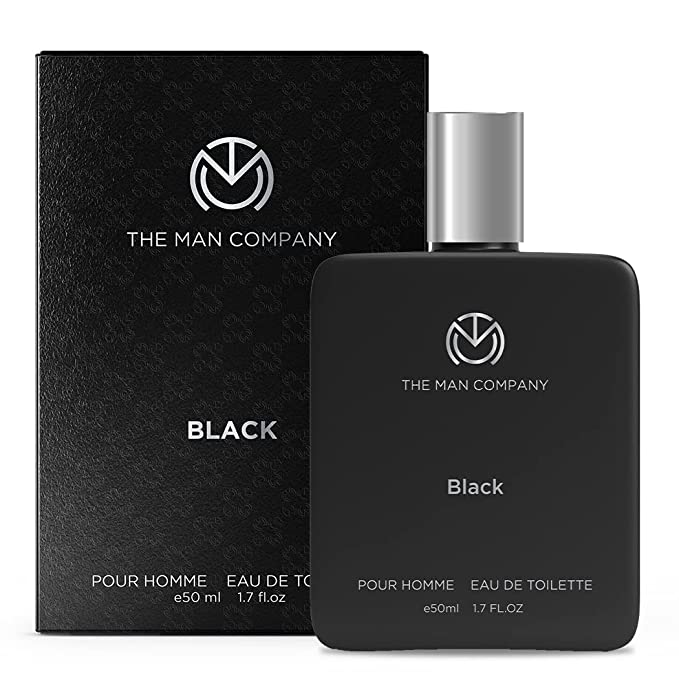 THE MAN COMPANY
BLACK
POUR HOMME EAU DE TO
e50 ml 1.7 fl.oz
THE MAN COMPANY
Black
POUR HOMME EAU DE TOILETTE
e50ml 1.7 FL.OZ